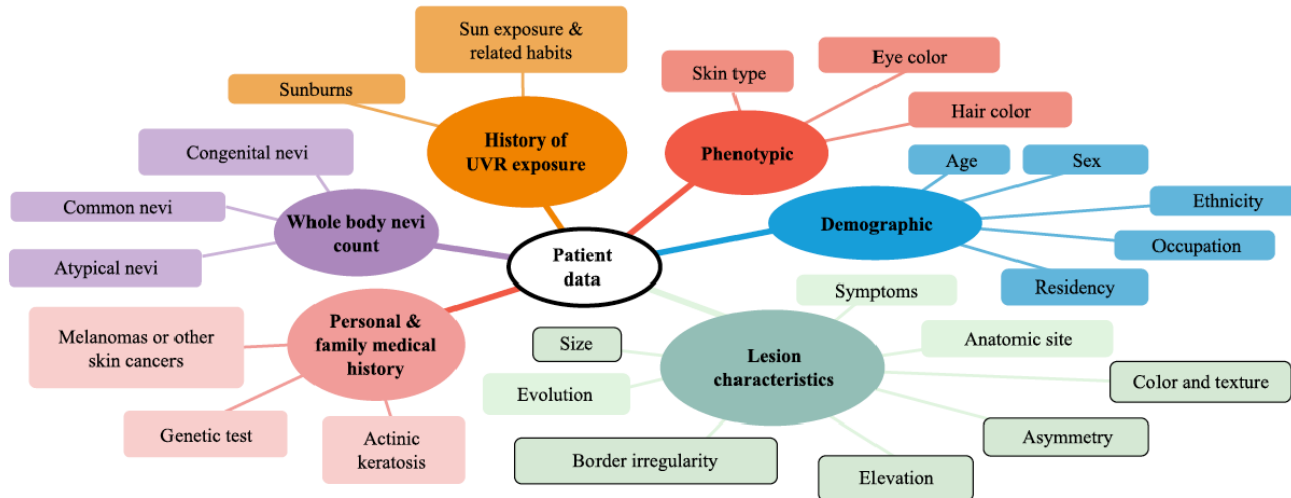 Sun exposure &
related habits
Sunburns
History of
UVR exposure
Skin type
Eye color
Hair color
Phenotypic
Congenital nevi
Common nevi
Atypical nevi
Whole body nevi
count
Patient
data
Age
Sex
Ethnicity
Occupation
Residency
Demographic
Melanomas or other
skin cancers
Genetic test
Actinic
keratosis
Personal &
family medical
history
Symptoms
Anatomic site
Color and texture
Asymmetry
Elevation
Border irregularity
Evolution
Size
Lesion
characteristics